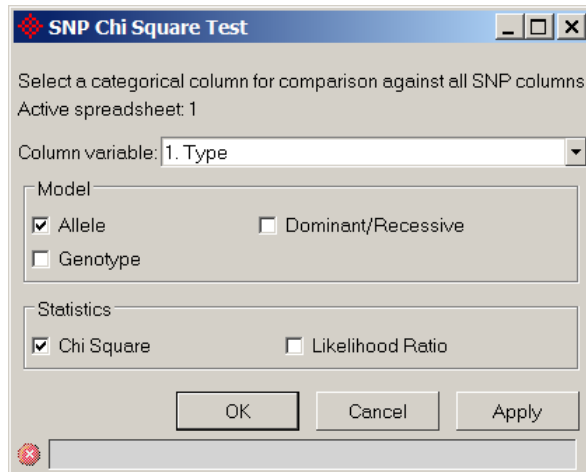 SNP Chi Square Test
Select a categorical column for comparison against all SNP columns
Active spreadsheet: 1
Column variable: 1. Type
Model
Allele Dominant/Recessive
Genotype
Statistics
Chi Square Likelihood Ratio
OK Cancel Apply